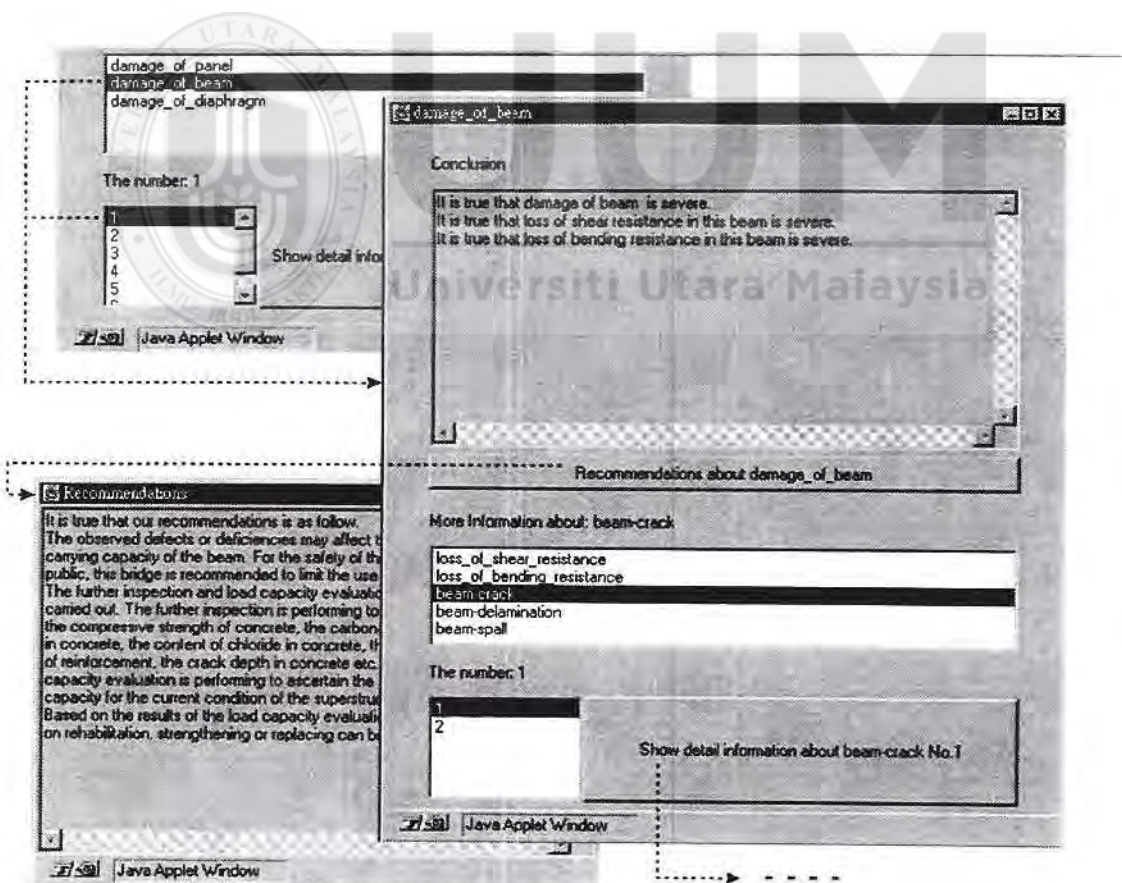 damage_of_panel
damage_of_beam
damage_of_diaphragm
The number: 1
1
2
3
4
5
Show detail infor
Java Applet Window
damage_of_beam
Conclusion
It is true that damage of beam is severe.
It is true that loss of shear resistance in this beam is severe.
It is true that loss of bending resistance in this beam is severe.
Recommendations about damage_of_beam
More Information about: beam-crack
loss_of_shear_resistance
loss_of_bending_resistance
beam-crack
beam-delamination
beam-spall
The number: 1
1
2
Show detail information about beam-crack No.1
Java Applet Window
Recommendations
It is true that our recommendations is as follow.
The observed defects or deficiencies may affect t
carrying capacity of the beam. For the safety of th
public, this bridge is recommended to limit the use
The further inspection and load capacity evaluatio
carried out. The further inspection is performing to
the compressive strength of concrete, the carbon
in concrete, the content of chloride in concrete, th
of reinforcement, the crack depth in concrete etc.
capacity evaluation is performing to ascertain the
capacity for the current condition of the superstruc
Based on the results of the load capacity evaluati
on rehabilitation, strengthening or replacing can b
Java Applet Window
UUM
Universiti Utara Malaysia